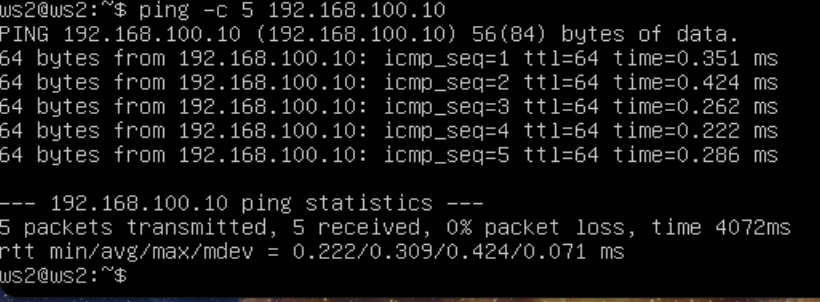 ws2@ws2:~$ ping -c 5 192.168.100.10
PING 192.168.100.10 (192.168.100.10) 56(84) bytes of data.
64 bytes from 192.168.100.10: icmp_seq=1 ttl=64 time=0.351 ms
64 bytes from 192.168.100.10: icmp_seq=2 ttl=64 time=0.424 ms
64 bytes from 192.168.100.10: icmp_seq=3 ttl=64 time=0.262 ms
64 bytes from 192.168.100.10: icmp_seq=4 ttl=64 time=0.222 ms
64 bytes from 192.168.100.10: icmp_seq=5 ttl=64 time=0.286 ms
--- 192.168.100.10 ping statistics ---
5 packets transmitted, 5 received, 0% packet loss, time 4072ms
rtt min/avg/max/mdev = 0.222/0.309/0.424/0.071 ms
ws2@ws2:~$